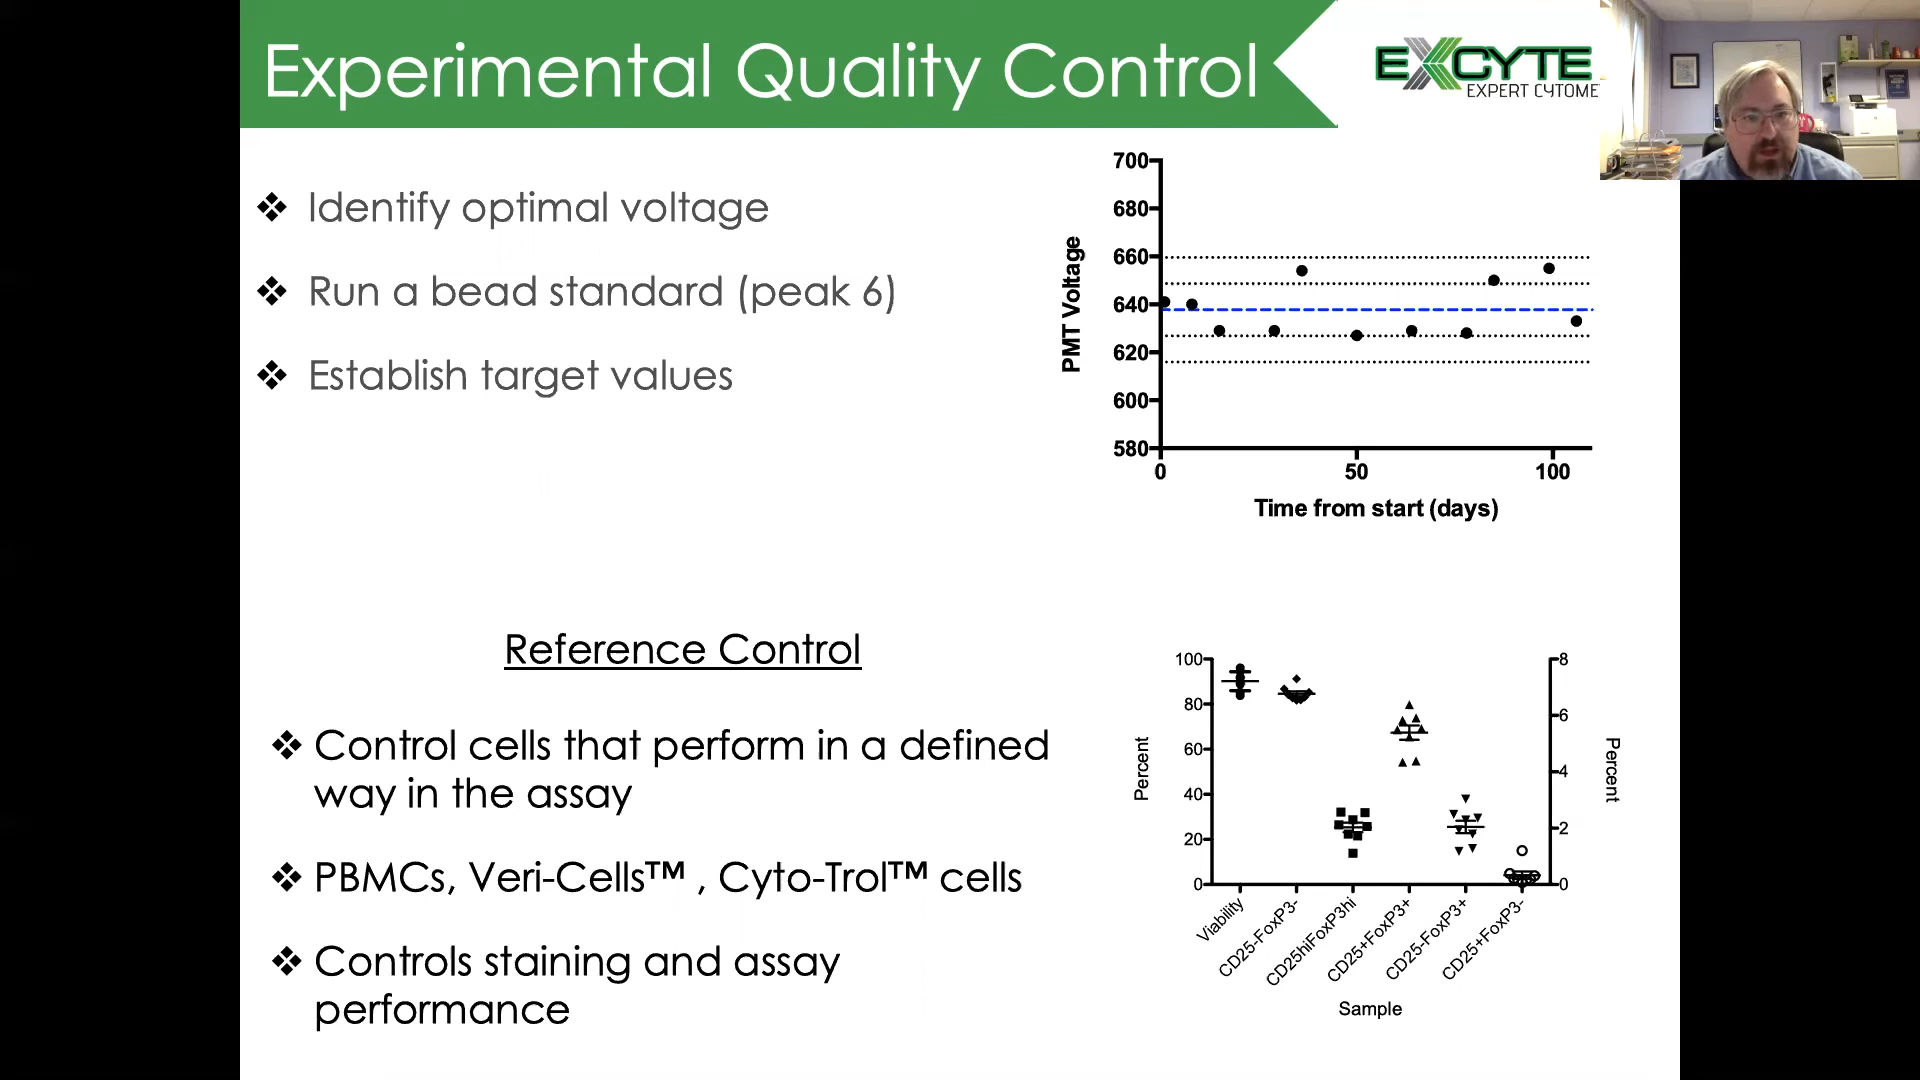 Experimental Quality Control
EXCYTE
EXPERT CYTOME
❖ Identify optimal voltage
❖ Run a bead standard (peak 6)
❖ Establish target values
PMT Voltage
700
680
660
640
620
600
580
0 50 100
Time from start (days)
Reference Control
❖ Control cells that perform in a defined
way in the assay
❖ PBMCs, Veri-Cells™ , Cyto-Trol™ cells
❖ Controls staining and assay
performance
Percent
100
80
60
40
20
0
8
6
4
2
0
Percent
Viability
CD25-FoxP3-
CD25hiFoxP3hi
CD25+FoxP3+
CD25-FoxP3+
CD25+FoxP3-
Sample